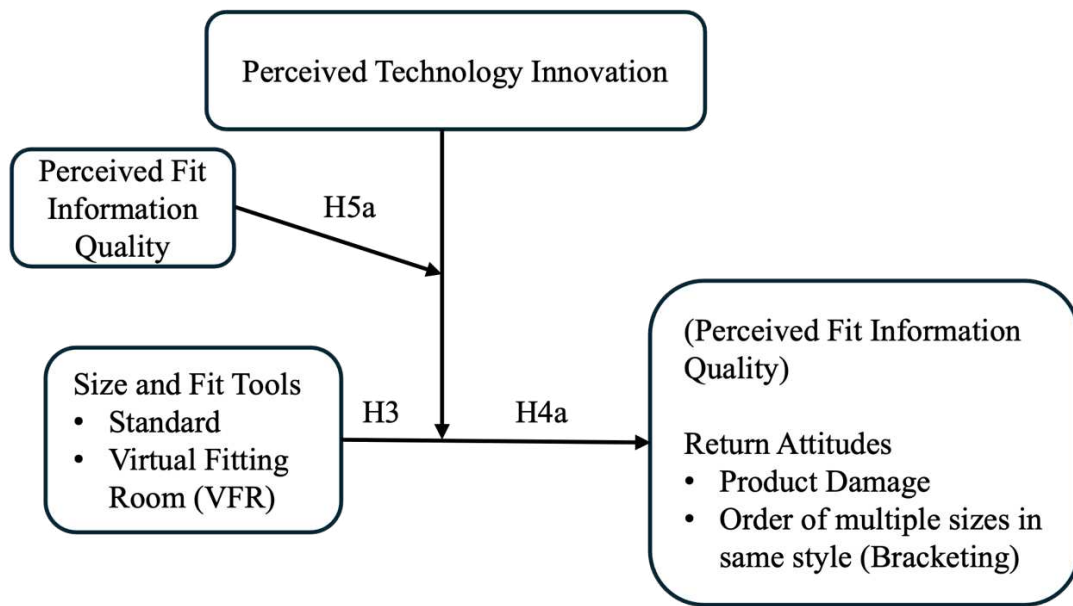 Perceived Technology Innovation
Perceived Fit
Information
Quality
H5a
Size and Fit Tools
• Standard
• Virtual Fitting
Room (VFR)
H3
H4a
(Perceived Fit Information
Quality)
Return Attitudes
• Product Damage
• Order of multiple sizes in
same style (Bracketing)